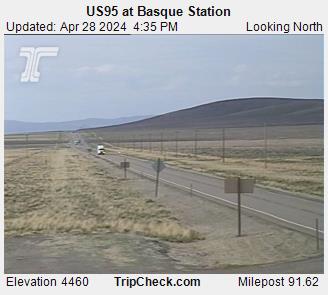 US95 at Basque Station
Updated: Apr 28 2024 4:35 PM Looking North
Elevation 4460 TripCheck.com Milepost 91.62